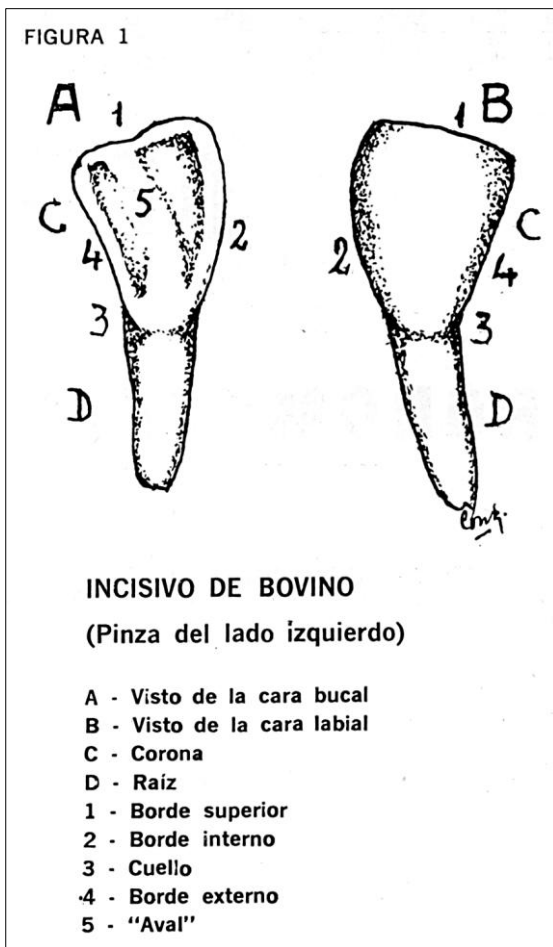 FIGURA 1
A 1
5
C
4
2
3
D
1 B
C
2
4
3
D
INCISIVO DE BOVINO
(Pinza del lado izquierdo)
A - Visto de la cara bucal
B - Visto de la cara labial
C - Corona
D - Raíz
1 - Borde superior
2 - Borde interno
3 - Cuello
4 - Borde externo
5 - "Aval"